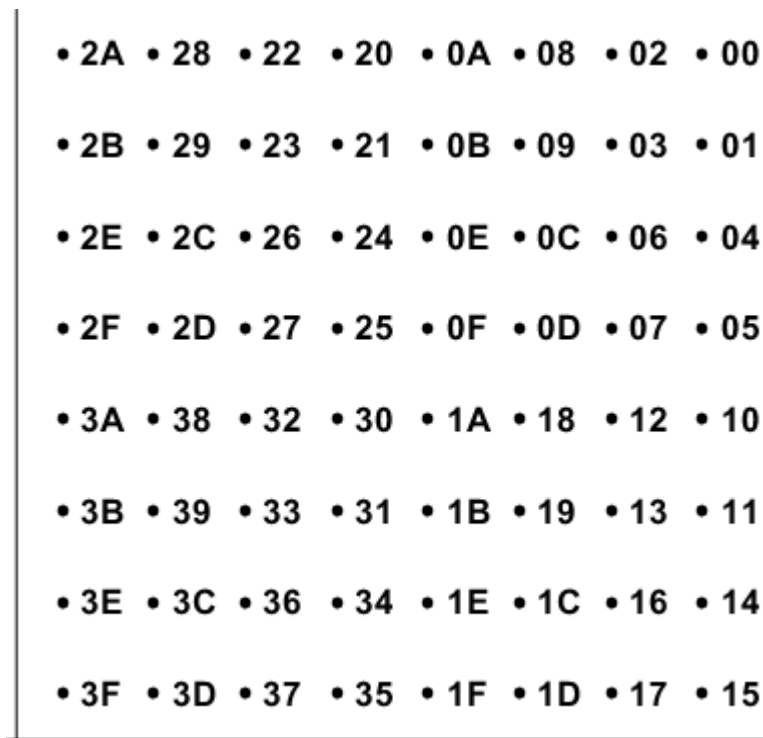 • 2A • 28 • 22 • 20 • 0A • 08 • 02 • 00
• 2B • 29 • 23 • 21 • 0B • 09 • 03 • 01
• 2E • 2C • 26 • 24 • 0E • 0C • 06 • 04
• 2F • 2D • 27 • 25 • 0F • 0D • 07 • 05
• 3A • 38 • 32 • 30 • 1A • 18 • 12 • 10
• 3B • 39 • 33 • 31 • 1B • 19 • 13 • 11
• 3E • 3C • 36 • 34 • 1E • 1C • 16 • 14
• 3F • 3D • 37 • 35 • 1F • 1D • 17 • 15